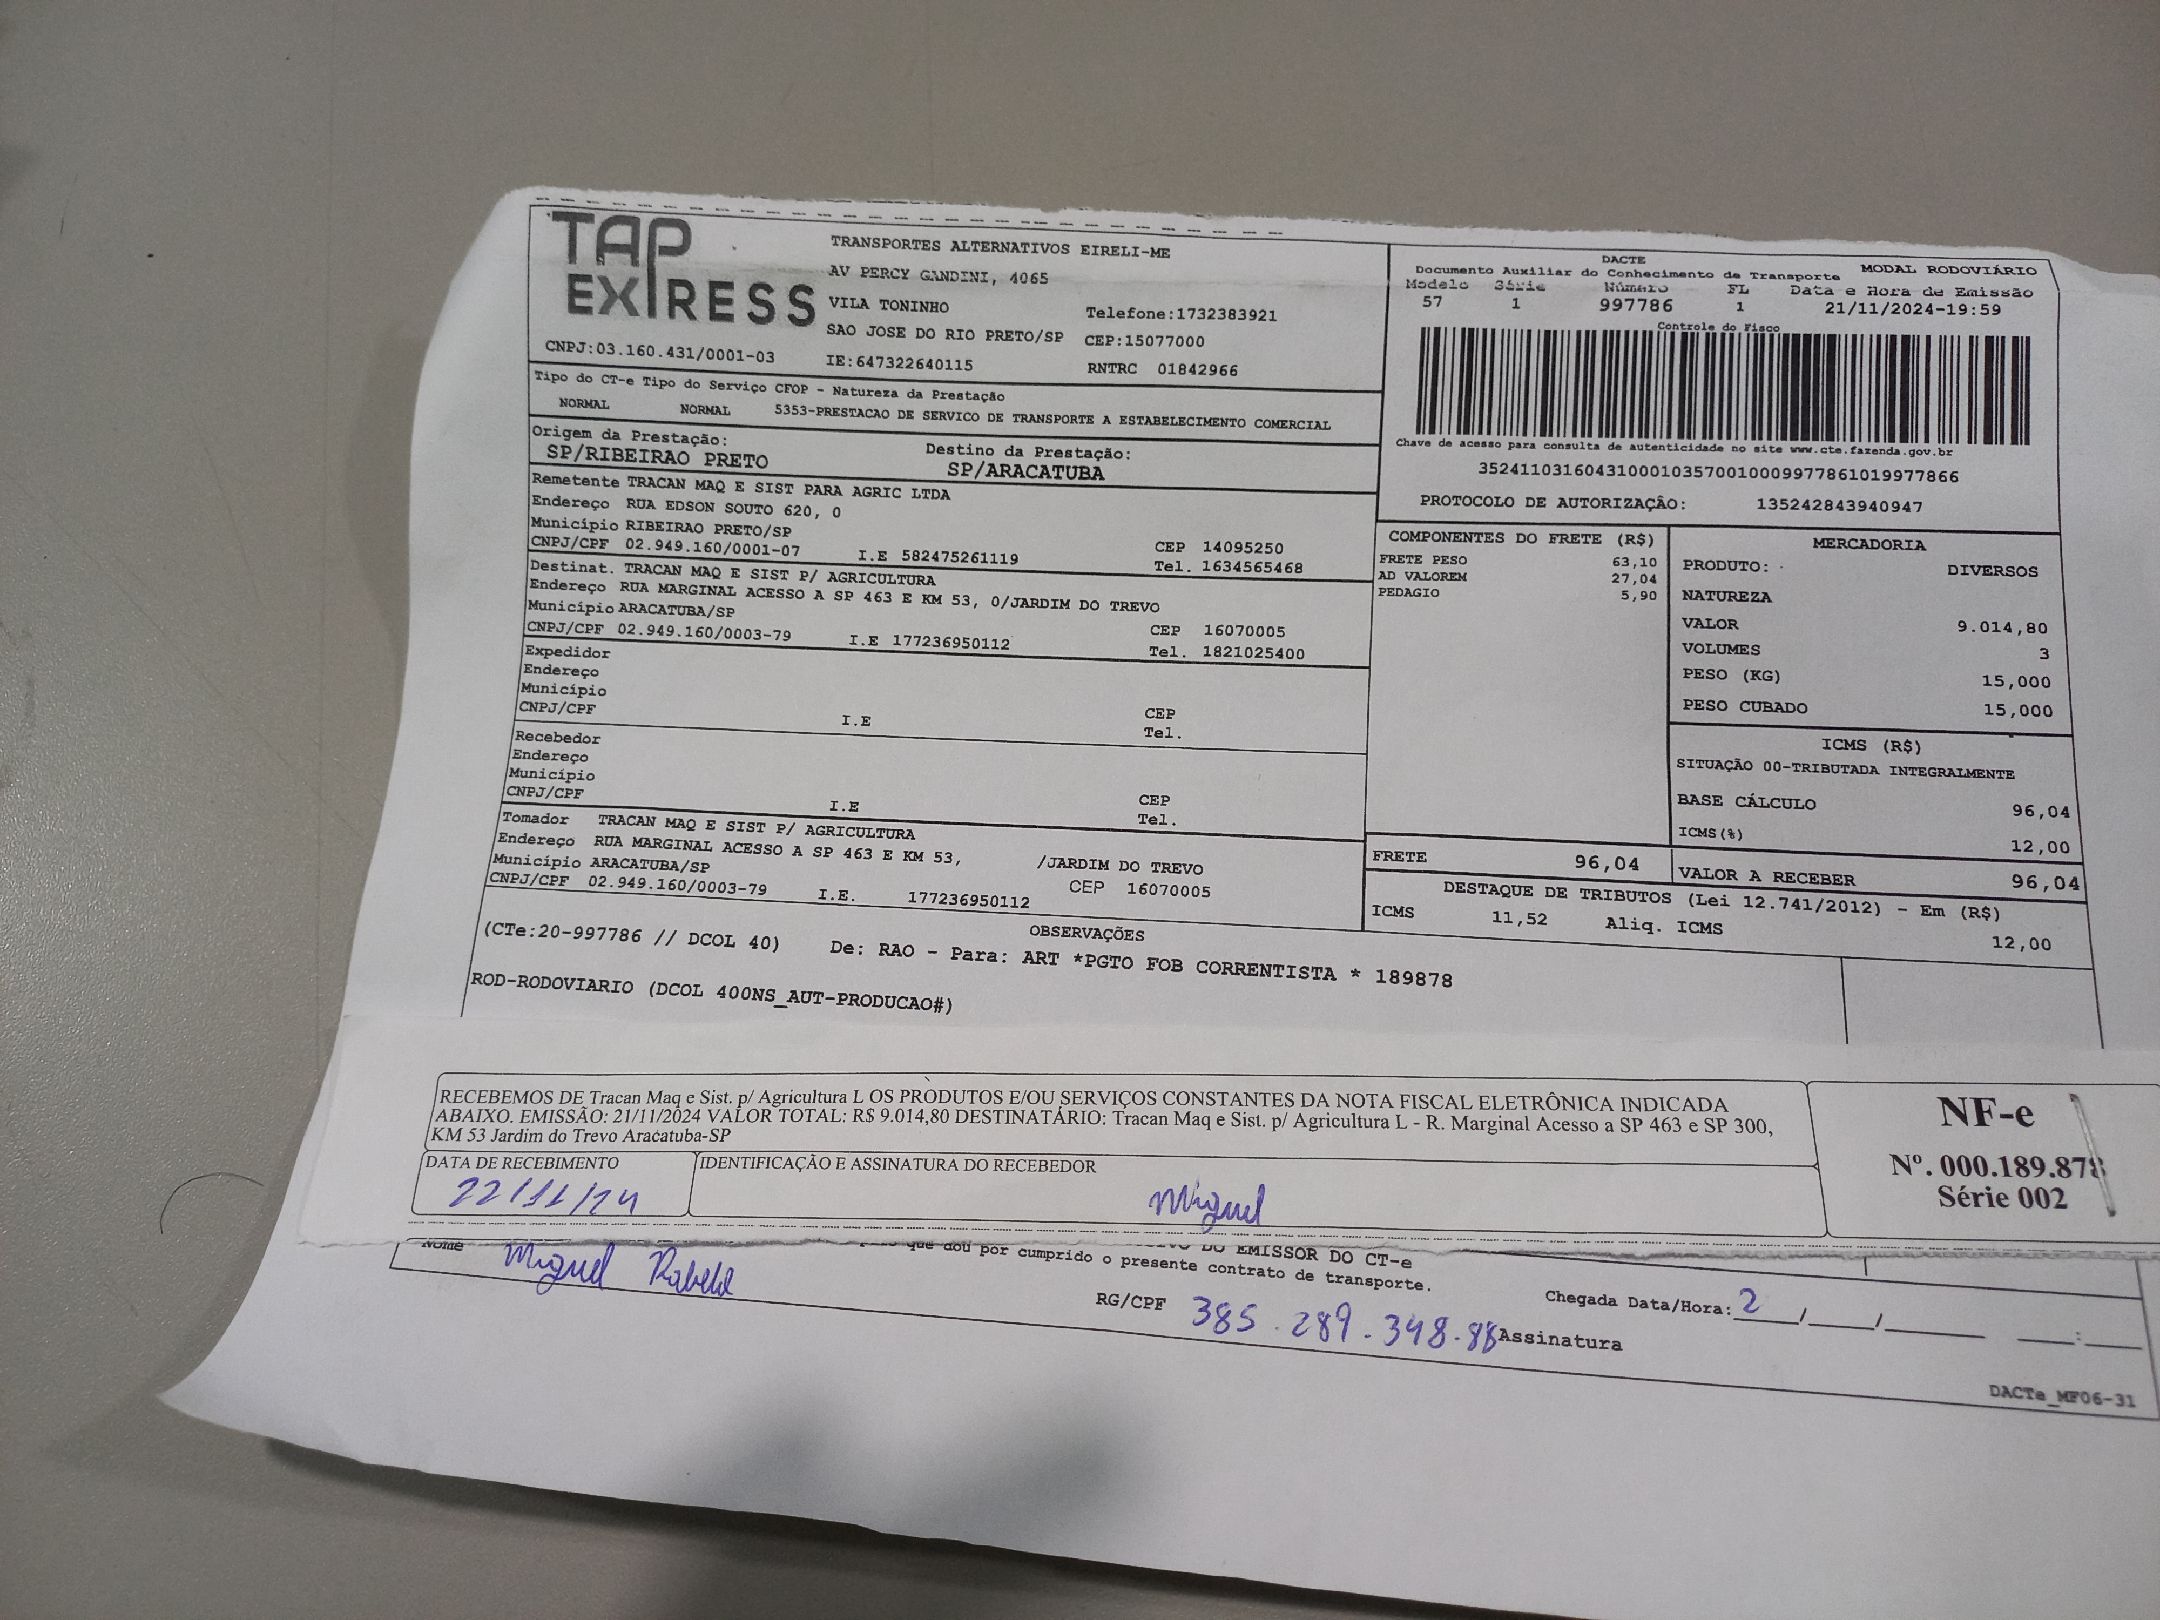 TAP EXPRESS
TRANSPORTES ALTERNATIVOS EIRELI-ME
AV PERCY GANDINI, 4065
VILA TONINHO Telefone:1732383921
SAO JOSE DO RIO PRETO/SP CEP:15077000
CNPJ:03.160.431/0001-03 IE:647322640115 RNTRC 01842966
DACTE
Documento Auxiliar do Conhecimento de Transporte MODAL RODOVIÁRIO
Modelo Série Número FL Data e Hora de Emissão
57 1 997786 1 21/11/2024-19:59
Controle do Fisco
Chave de acesso para consulta de autenticidade no site www.cte.fazenda.gov.br
35241103160431000103570010009977861019977866
PROTOCOLO DE AUTORIZAÇÂO: 135242843940947
Tipo do CT-e Tipo do Serviço CFOP - Natureza da Prestação
NORMAL NORMAL 5353-PRESTACAO DE SERVICO DE TRANSPORTE A ESTABELECIMENTO COMERCIAL
Origem da Prestação: Destino da Prestação:
SP/RIBEIRAO PRETO SP/ARACATUBA
Remetente TRACAN MAQ E SIST PARA AGRIC LTDA
Endereço RUA EDSON SOUTO 620, 0
Município RIBEIRAO PRETO/SP CEP 14095250
CNPJ/CPF 02.949.160/0001-07 I.E 582475261119 Tel. 1634565468
Destinat. TRACAN MAQ E SIST P/ AGRICULTURA
Endereço RUA MARGINAL ACESSO A SP 463 E KM 53, 0/JARDIM DO TREVO
Município ARACATUBA/SP CEP 16070005
CNPJ/CPF 02.949.160/0003-79 I.E 177236950112 Tel. 1821025400
Expedidor
Endereço
Município CEP
CNPJ/CPF I.E Tel.
Recebedor
Endereço
Município CEP
CNPJ/CPF I.E Tel.
Tomador TRACAN MAQ E SIST P/ AGRICULTURA
Endereço RUA MARGINAL ACESSO A SP 463 E KM 53, /JARDIM DO TREVO
Município ARACATUBA/SP CEP 16070005
CNPJ/CPF 02.949.160/0003-79 I.E. 177236950112
COMPONENTES DO FRETE (R$)
FRETE PESO 63,10
AD VALOREM 27,04
PEDAGIO 5,90
MERCADORIA
PRODUTO: DIVERSOS
NATUREZA
VALOR 9.014,80
VOLUMES 3
PESO (KG) 15,000
PESO CUBADO 15,000
ICMS (R$)
SITUAÇÃO 00-TRIBUTADA INTEGRALMENTE
BASE CÁLCULO 96,04
ICMS(%) 12,00
FRETE 96,04 VALOR A RECEBER 96,04
DESTAQUE DE TRIBUTOS (Lei 12.741/2012) - Em (R$)
ICMS 11,52 Aliq. ICMS 12,00
OBSERVAÇÕES
(CTe:20-997786 // DCOL 40) De: RAO - Para: ART *PGTO FOB CORRENTISTA * 189878
ROD-RODOVIARIO (DCOL 400NS_AUT-PRODUCAO#)
RECEBEMOS DE Tracan Maq e Sist. p/ Agricultura L OS PRODUTOS E/OU SERVIÇOS CONSTANTES DA NOTA FISCAL ELETRÔNICA INDICADA
ABAIXO. EMISSÃO: 21/11/2024 VALOR TOTAL: R$ 9.014,80 DESTINATÁRIO: Tracan Maq e Sist. p/ Agricultura L - R. Marginal Acesso a SP 463 e SP 300,
KM 53 Jardim do Trevo Aracatuba-SP
DATA DE RECEBIMENTO IDENTIFICAÇÃO E ASSINATURA DO RECEBEDOR
22/11/24 Miguel
NF-e
Nº. 000.189.878
Série 002
DO EMISSOR DO CT-e
que dou por cumprido o presente contrato de transporte.
Nome Miguel
RG/CPF 385.289.348-88 Assinatura
Chegada Data/Hora: 2 / / :
DACTe_MF06-31